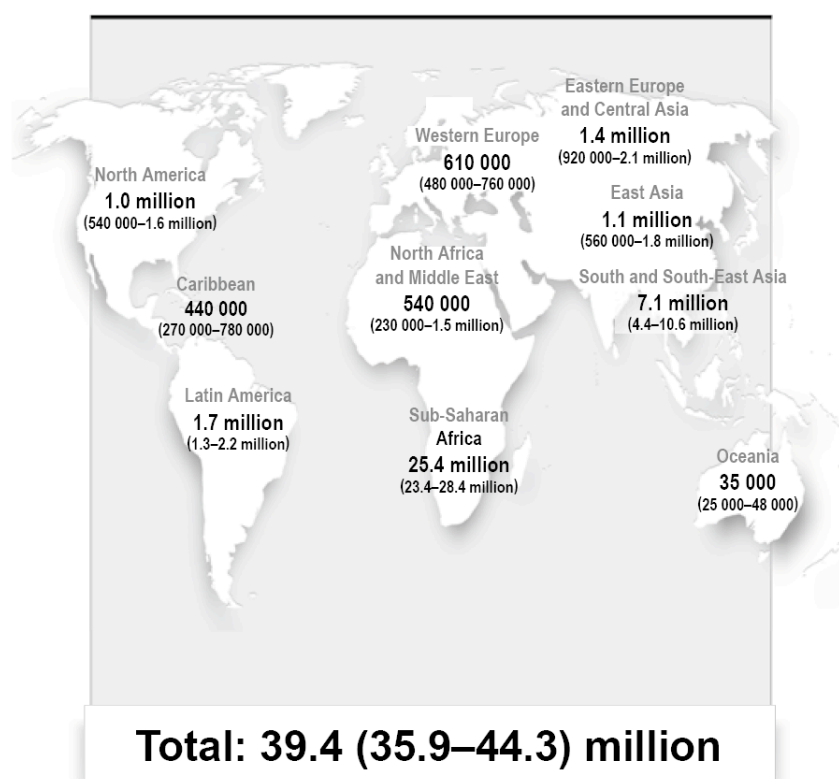 Eastern Europe
and Central Asia
1.4 million
(920 000–2.1 million)
Western Europe
610 000
(480 000–760 000)
North America
1.0 million
(540 000–1.6 million)
East Asia
1.1 million
(560 000–1.8 million)
North Africa
and Middle East
540 000
(230 000–1.5 million)
South and South-East Asia
7.1 million
(4.4–10.6 million)
Caribbean
440 000
(270 000–780 000)
Latin America
1.7 million
(1.3–2.2 million)
Sub-Saharan
Africa
25.4 million
(23.4–28.4 million)
Oceania
35 000
(25 000–48 000)
Total: 39.4 (35.9–44.3) million